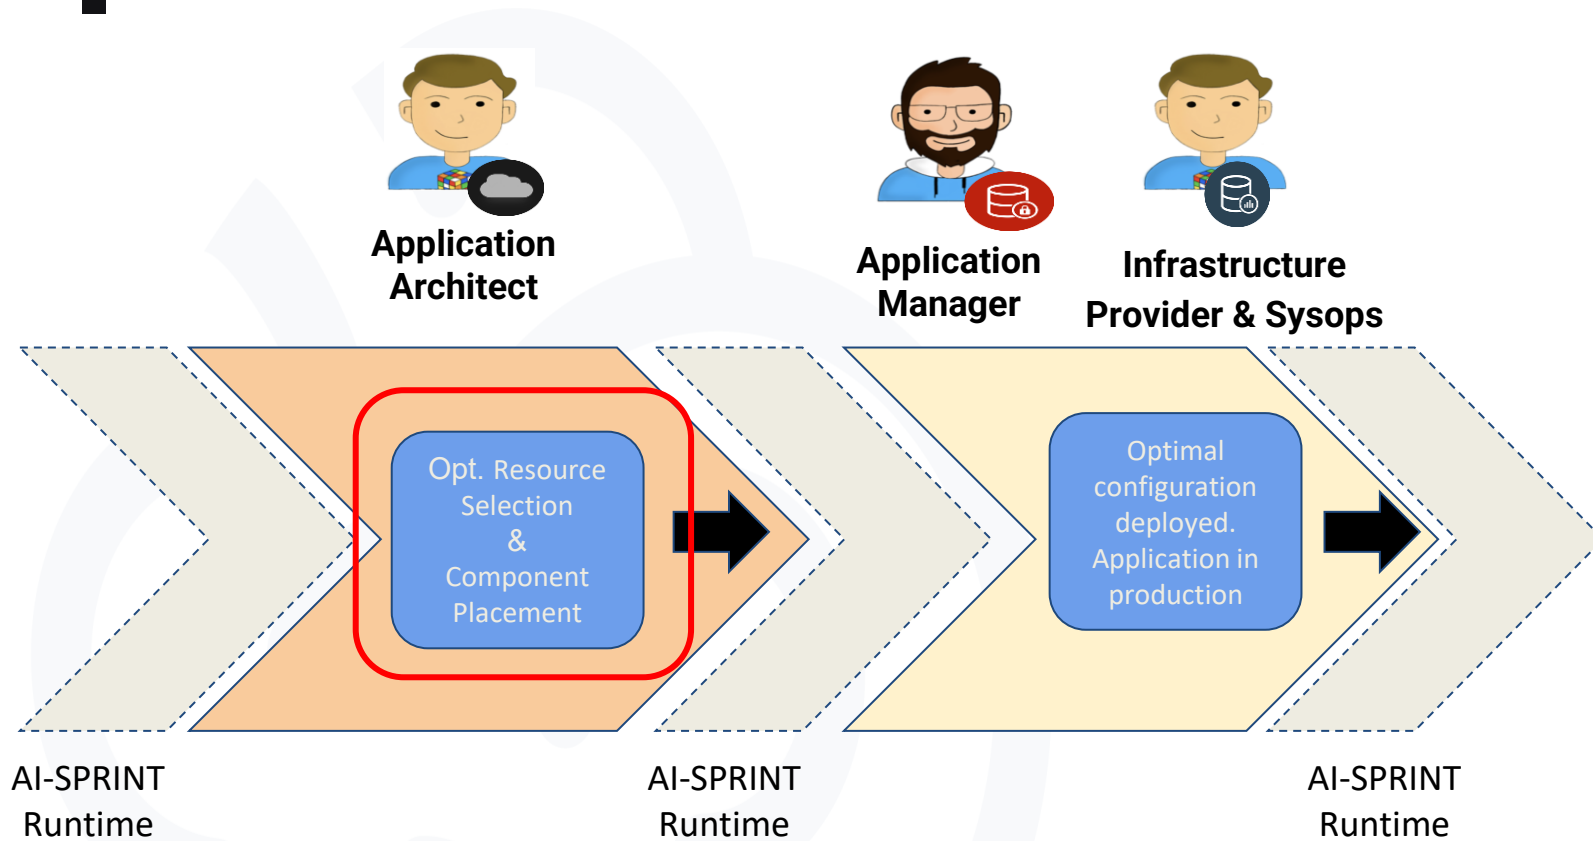 Application
Architect
Application
Manager
Infrastructure
Provider & Sysops
Opt. Resource
Selection
&
Component
Placement
Optimal
configuration
deployed.
Application in
production
AI-SPRINT
Runtime
AI-SPRINT
Runtime
AI-SPRINT
Runtime